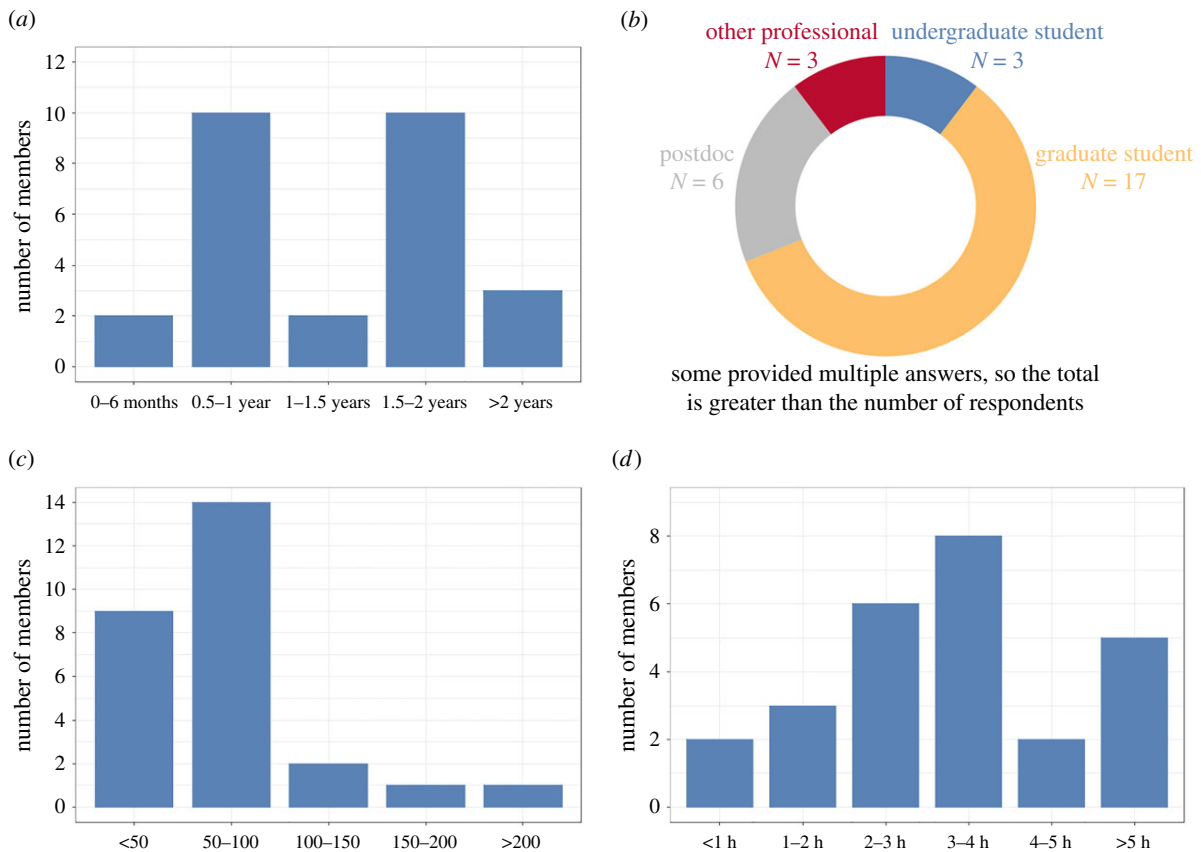 (a)
number of members
12
10
8
6
4
2
0
0–6 months 0.5–1 year 1–1.5 years 1.5–2 years >2 years
(b)
other professional
N = 3
undergraduate student
N = 3
postdoc
N = 6
graduate student
N = 17
some provided multiple answers, so the total
is greater than the number of respondents
(c)
number of members
14
12
10
8
6
4
2
0
<50 50–100 100–150 150–200 >200
(d)
number of members
8
6
4
2
0
<1 h 1–2 h 2–3 h 3–4 h 4–5 h >5 h